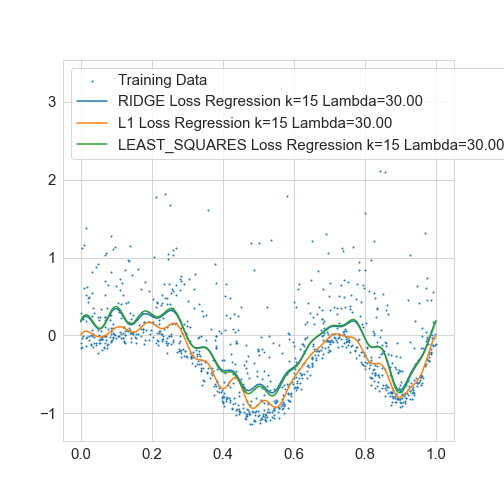 Training Data
RIDGE Loss Regression k=15 Lambda=30.00
L1 Loss Regression k=15 Lambda=30.00
LEAST_SQUARES Loss Regression k=15 Lambda=30.00
3
2
1
0
−1
0.0 0.2 0.4 0.6 0.8 1.0